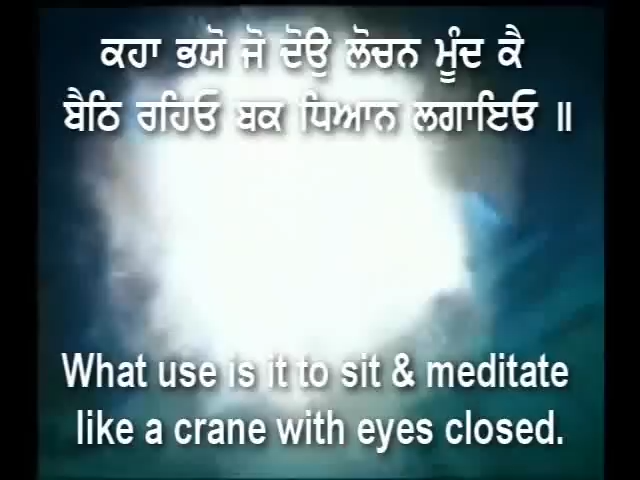 ਕਹਾ ਭਯੋ ਜੋ ਦੋਊ ਲੋਚਨ ਮੂੰਦ ਕੈ
ਬੈਠਿ ਰਹਿਓ ਬਕ ਧਿਆਨ ਲਗਾਇਓ ॥
What use is it to sit & meditate
like a crane with eyes closed.